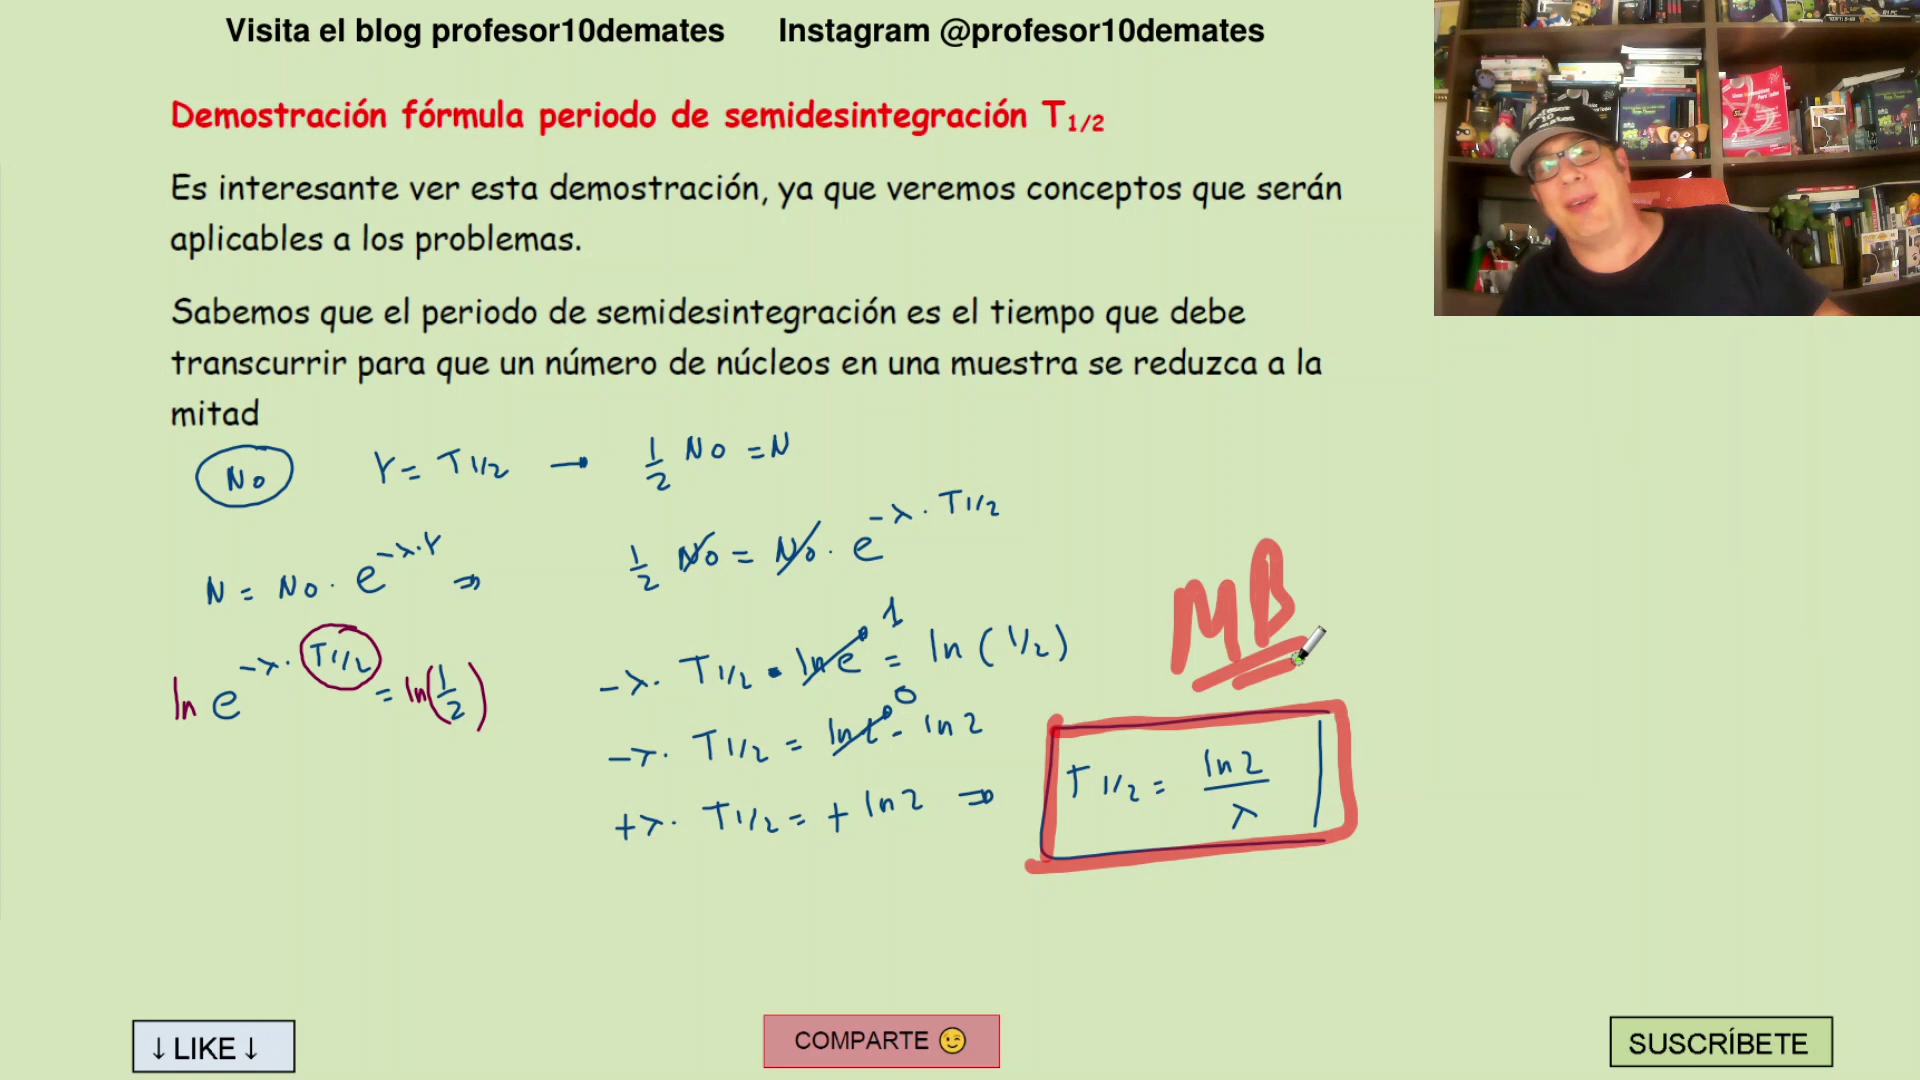 Visita el blog profesor10demates Instagram @profesor10demates
Demostración fórmula periodo de semidesintegración T1/2
Es interesante ver esta demostración, ya que veremos conceptos que serán
aplicables a los problemas.
Sabemos que el periodo de semidesintegración es el tiempo que debe
transcurrir para que un número de núcleos en una muestra se reduzca a la
mitad
No t = T1/2 → 1/2 No = N
N = No · e^-λ·t ⇒ 1/2 No = No · e^-λ·T1/2
ln e^-λ·T1/2 = ln(1/2)
-λ· T1/2 · ln e 1 = ln (1/2)
-λ· T1/2 = ln 1 0 - ln 2
+λ· T1/2 = + ln 2 ⇒
T1/2 = ln 2 / λ
MB
↓ LIKE ↓
COMPARTE 😉
SUSCRÍBETE